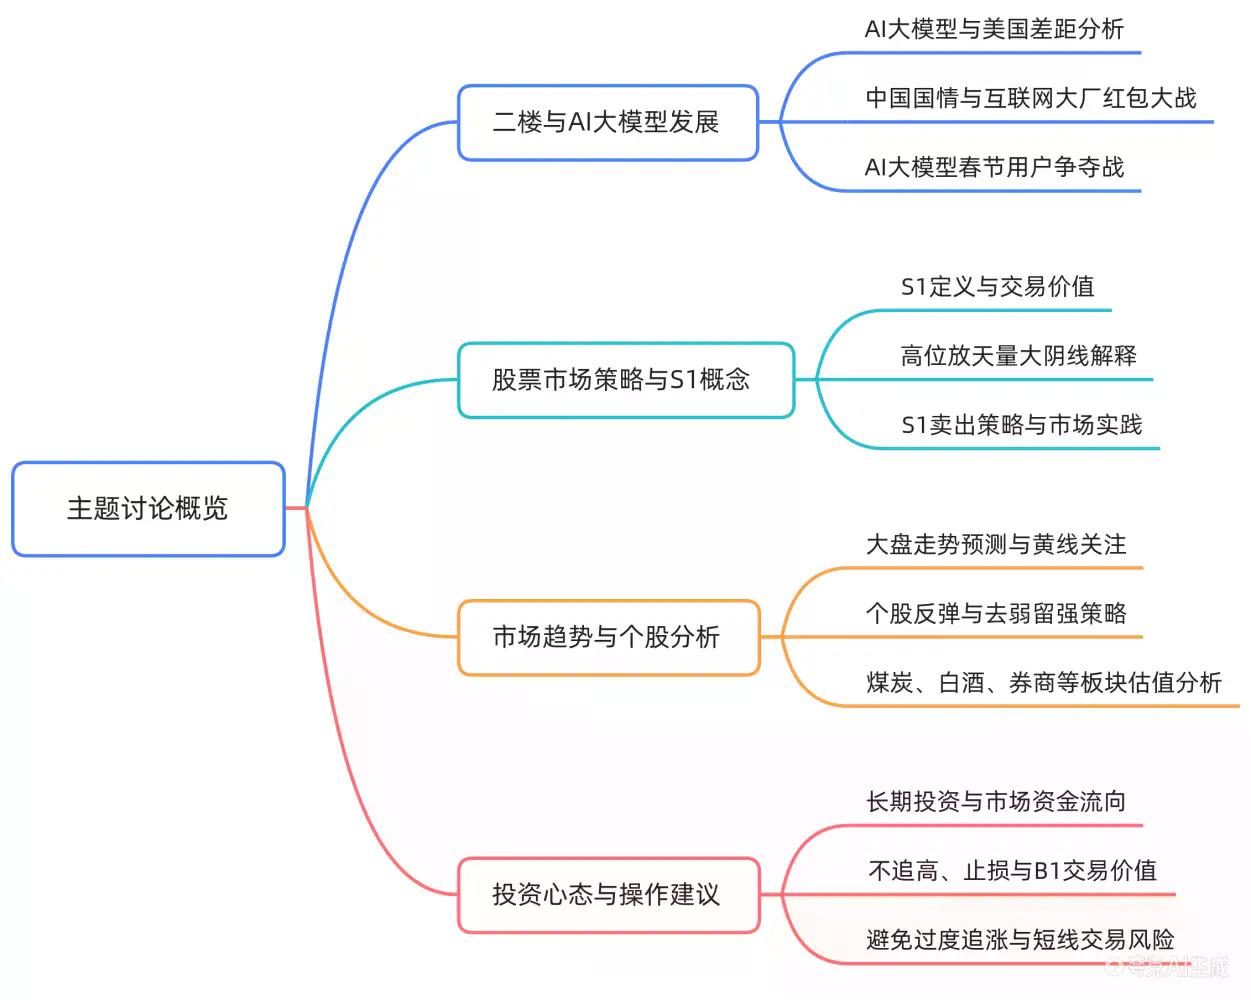 主题讨论概览
二楼与AI大模型发展
AI大模型与美国差距分析
中国国情与互联网大厂红包大战
AI大模型春节用户争夺战
股票市场策略与S1概念
S1定义与交易价值
高位放天量大阴线解释
S1卖出策略与市场实践
市场趋势与个股分析
大盘走势预测与黄线关注
个股反弹与去弱留强策略
煤炭、白酒、券商等板块估值分析
投资心态与操作建议
长期投资与市场资金流向
不追高、止损与B1交易价值
避免过度追涨与短线交易风险
夸克AI生成